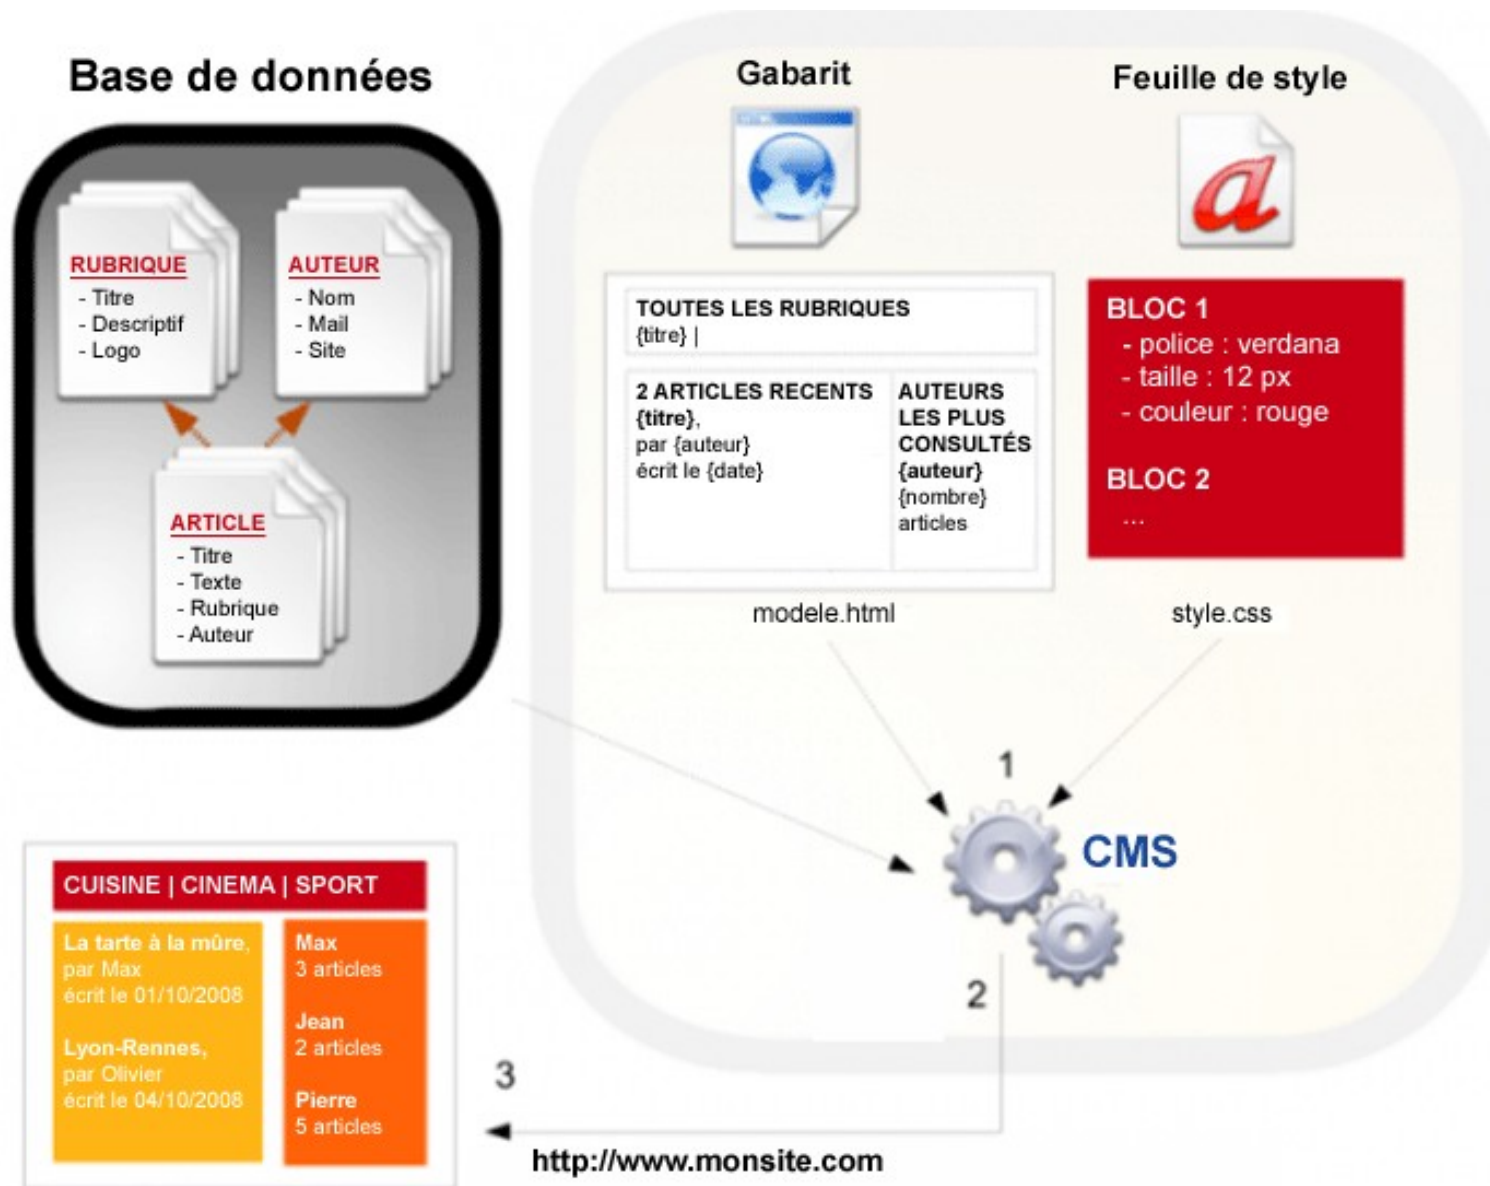 Base de données
RUBRIQUE
- Titre
- Descriptif
- Logo
AUTEUR
- Nom
- Mail
- Site
ARTICLE
- Titre
- Texte
- Rubrique
- Auteur
Gabarit
TOUTES LES RUBRIQUES
{titre} |
2 ARTICLES RECENTS
{titre},
par {auteur}
écrit le {date}
AUTEURS
LES PLUS
CONSULTÉS
{auteur}
{nombre}
articles
modele.html
Feuille de style
a
BLOC 1
- police : verdana
- taille : 12 px
- couleur : rouge
BLOC 2
...
style.css
1
CMS
2
3
http://www.monsite.com
CUISINE | CINEMA | SPORT
La tarte à la mûre,
par Max
écrit le 01/10/2008
Lyon-Rennes,
par Olivier
écrit le 04/10/2008
Max
3 articles
Jean
2 articles
Pierre
5 articles